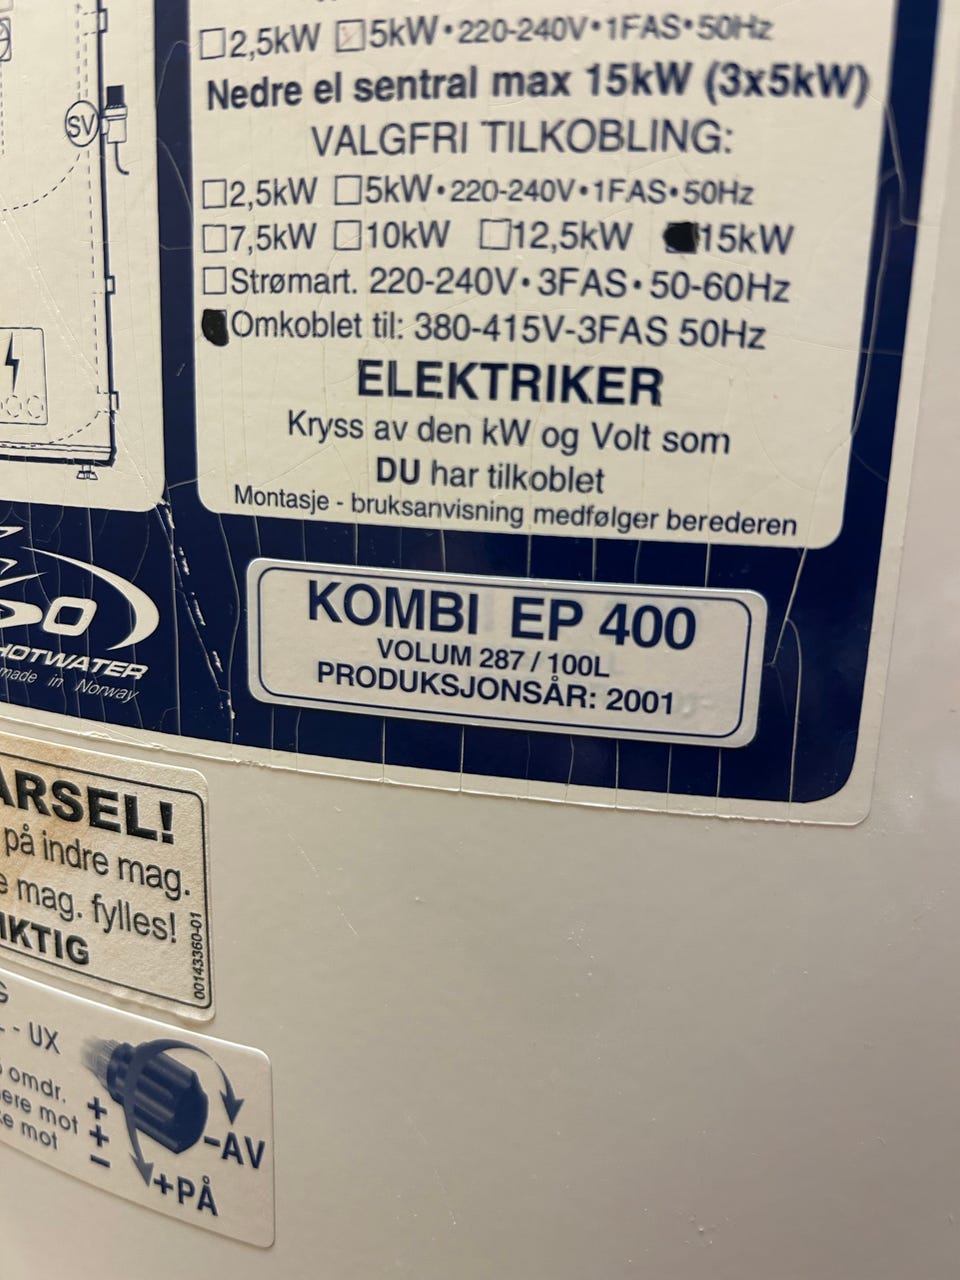 2,5kW 5kW•220-240V•1FAS•50Hz
Nedre el sentral max 15kW (3x5kW)
VALGFRI TILKOBLING:
2,5kW 5kW•220-240V•1FAS•50Hz
7,5kW 10kW 12,5kW 15kW
Strømart. 220-240V•3FAS•50-60Hz
Omkoblet til: 380-415V-3FAS 50Hz
ELEKTRIKER
Kryss av den kW og Volt som
DU har tilkoblet
Montasje - bruksanvisning medfølger berederen
SV
HOTWATER
made in Norway
KOMBI EP 400
VOLUM 287 / 100L
PRODUKSJONSÅR: 2001
ARSEL!
på indre mag.
e mag. fylles!
IKTIG
00143360-01
- UX
omdr.
ere mot +
ke mot ±
−
-AV
+PÅ